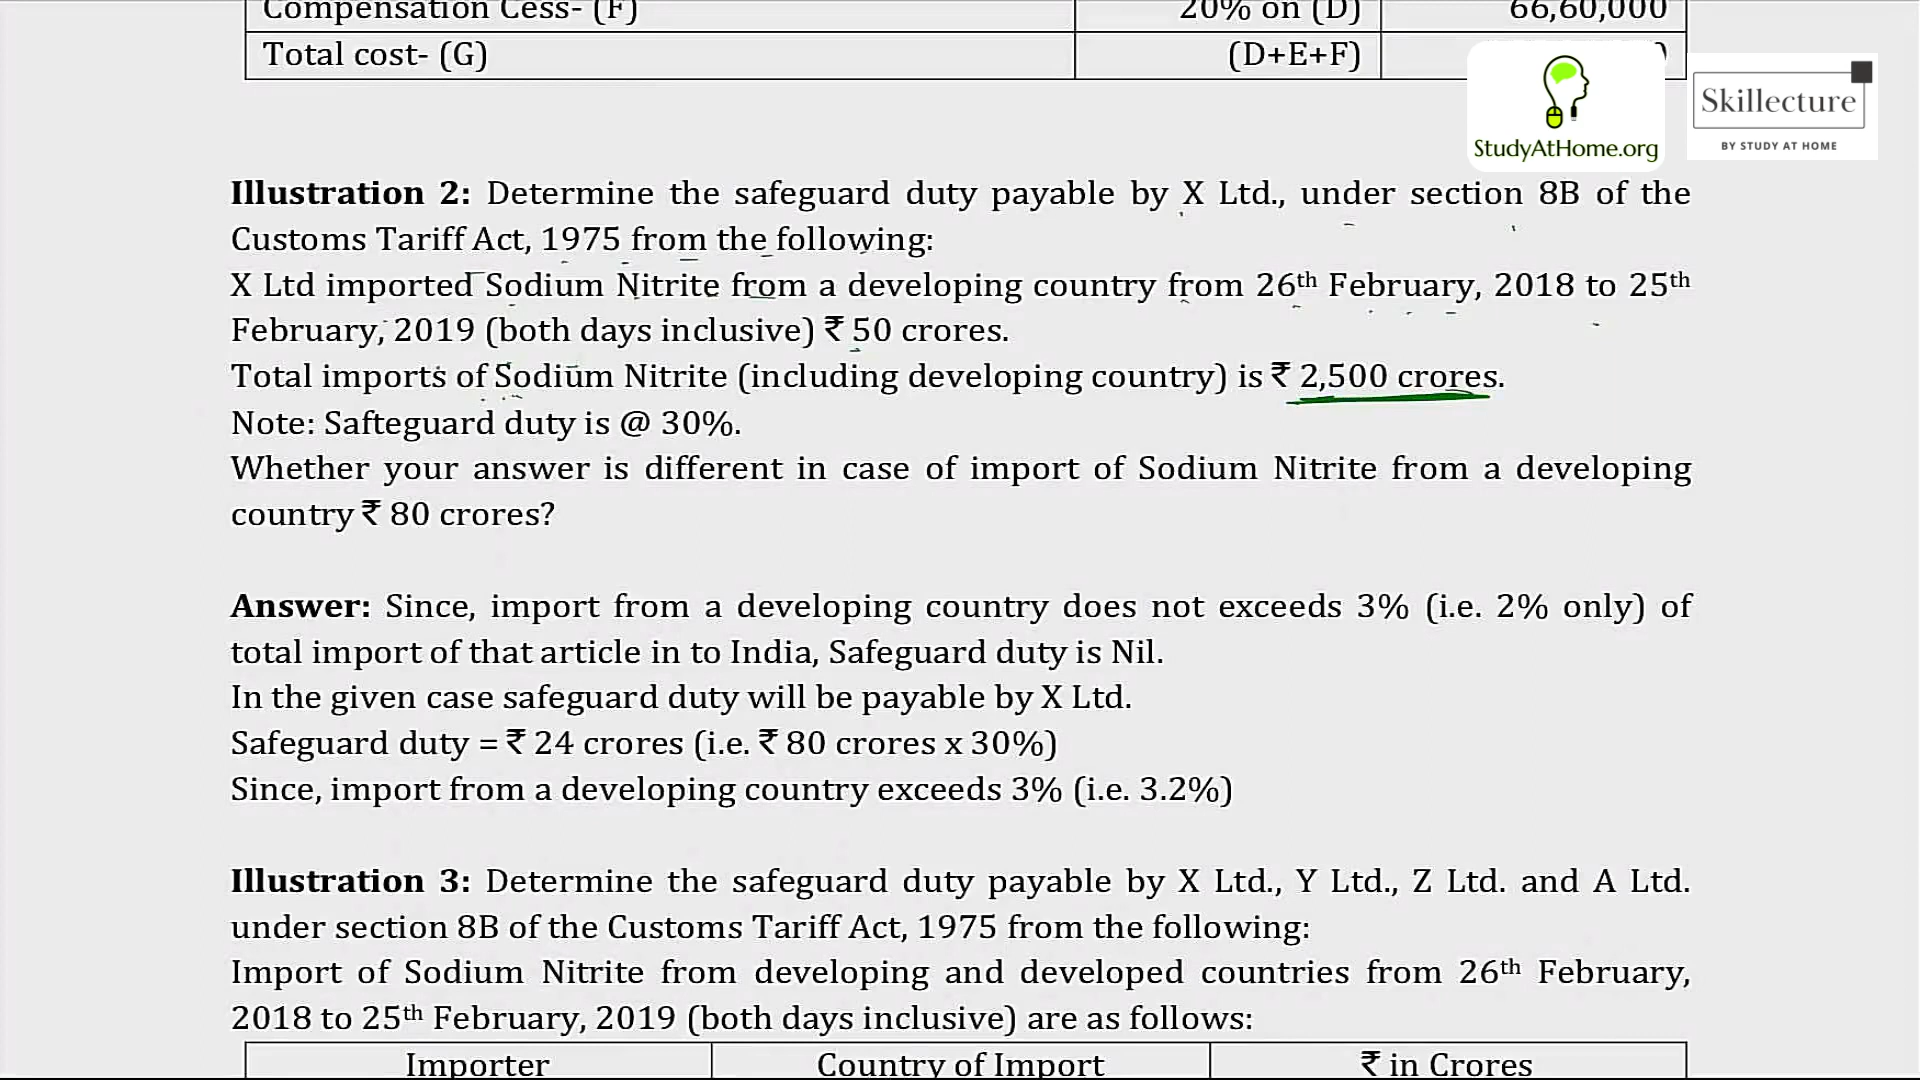 Compensation Cess- (F) 20% on (D) 66,60,000
Total cost- (G) (D+E+F)
StudyAtHome.org
Skillecture
BY STUDY AT HOME
Illustration 2: Determine the safeguard duty payable by X Ltd., under section 8B of the
Customs Tariff Act, 1975 from the following:
X Ltd imported Sodium Nitrite from a developing country from 26th February, 2018 to 25th
February, 2019 (both days inclusive) ₹ 50 crores.
Total imports of Sodium Nitrite (including developing country) is ₹ 2,500 crores.
Note: Safteguard duty is @ 30%.
Whether your answer is different in case of import of Sodium Nitrite from a developing
country ₹ 80 crores?
Answer: Since, import from a developing country does not exceeds 3% (i.e. 2% only) of
total import of that article in to India, Safeguard duty is Nil.
In the given case safeguard duty will be payable by X Ltd.
Safeguard duty = ₹ 24 crores (i.e. ₹ 80 crores x 30%)
Since, import from a developing country exceeds 3% (i.e. 3.2%)
Illustration 3: Determine the safeguard duty payable by X Ltd., Y Ltd., Z Ltd. and A Ltd.
under section 8B of the Customs Tariff Act, 1975 from the following:
Import of Sodium Nitrite from developing and developed countries from 26th February,
2018 to 25th February, 2019 (both days inclusive) are as follows:
Importer Country of Import ₹ in Crores